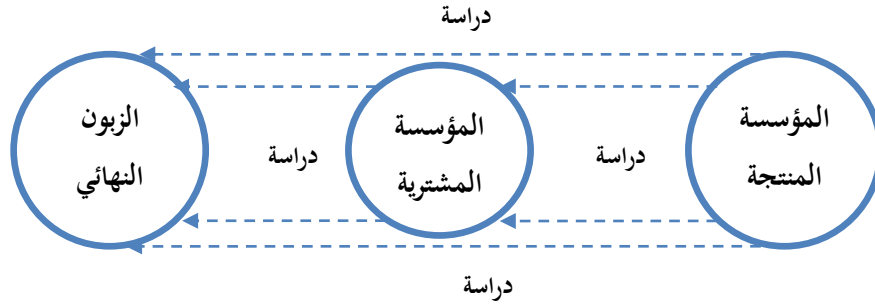 دراسة
المؤسسة
المنتجة
دراسة
المؤسسة
المشترية
دراسة
الزبون
النهائي
دراسة